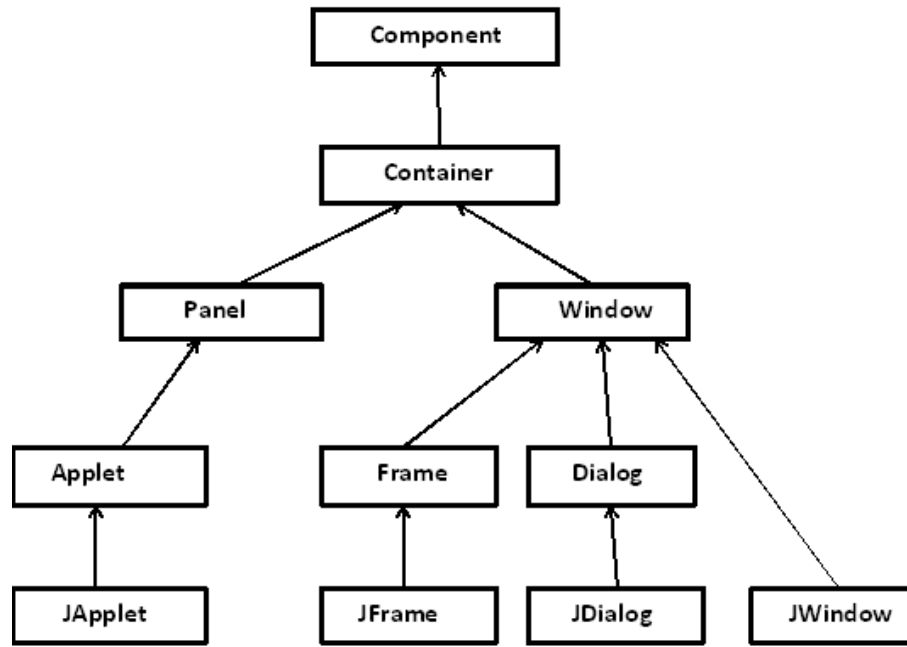 Component
Container
Panel
Window
Applet
Frame
Dialog
JApplet
JFrame
JDialog
JWindow